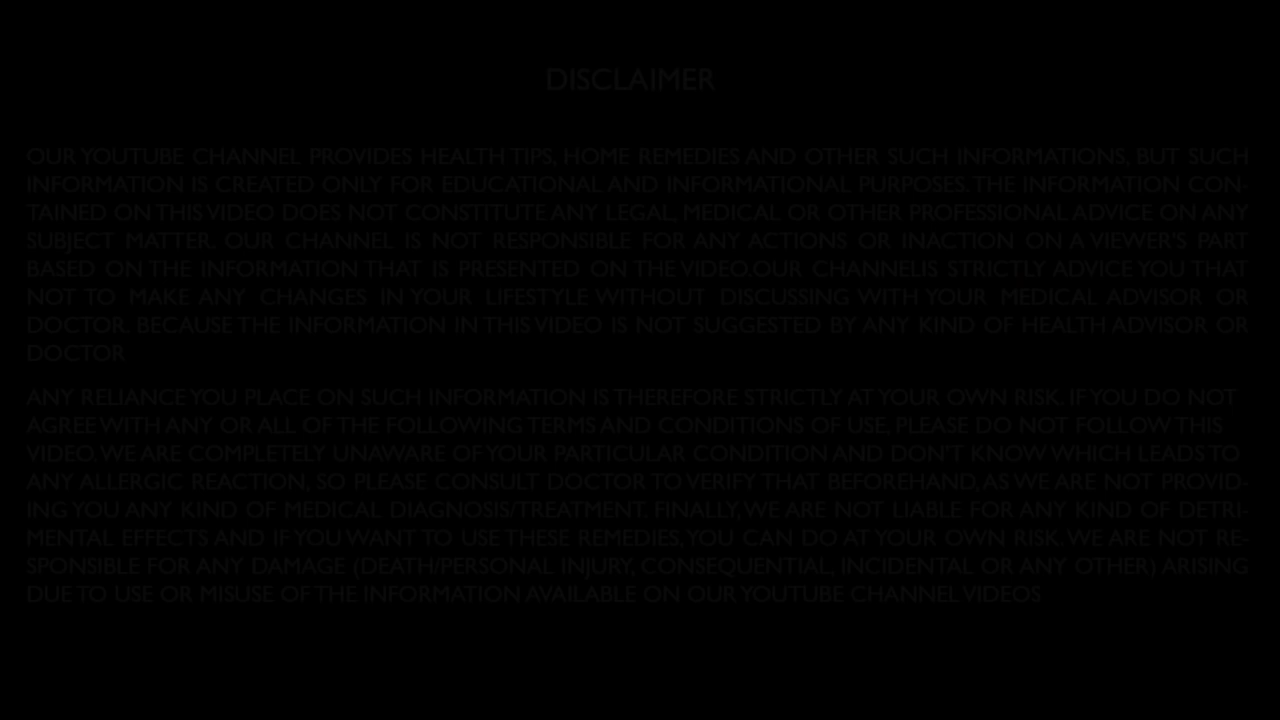 DISCLAIMER
OUR YOUTUBE CHANNEL PROVIDES HEALTH TIPS, HOME REMEDIES AND OTHER SUCH INFORMATIONS, BUT SUCH
INFORMATION IS CREATED ONLY FOR EDUCATIONAL AND INFORMATIONAL PURPOSES. THE INFORMATION CON-
TAINED ON THIS VIDEO DOES NOT CONSTITUTE ANY LEGAL, MEDICAL OR OTHER PROFESSIONAL ADVICE ON ANY
SUBJECT MATTER. OUR CHANNEL IS NOT RESPONSIBLE FOR ANY ACTIONS OR INACTION ON A VIEWER'S PART
BASED ON THE INFORMATION THAT IS PRESENTED ON THE VIDEO.OUR CHANNELIS STRICTLY ADVICE YOU THAT
NOT TO MAKE ANY CHANGES IN YOUR LIFESTYLE WITHOUT DISCUSSING WITH YOUR MEDICAL ADVISOR OR
DOCTOR, BECAUSE THE INFORMATION IN THIS VIDEO IS NOT SUGGESTED BY ANY KIND OF HEALTH ADVISOR OR
DOCTOR
ANY RELIANCE YOU PLACE ON SUCH INFORMATION IS THEREFORE STRICTLY AT YOUR OWN RISK. IF YOU DO NOT
AGREE WITH ANY OR ALL OF THE FOLLOWING TERMS AND CONDITIONS OF USE, PLEASE DO NOT FOLLOW THIS
VIDEO. WE ARE COMPLETELY UNAWARE OF YOUR PARTICULAR CONDITION AND DON'T KNOW WHICH LEADS TO
ANY ALLERGIC REACTION, SO PLEASE CONSULT DOCTOR TO VERIFY THAT BEFOREHAND, AS WE ARE NOT PROVID-
ING YOU ANY KIND OF MEDICAL DIAGNOSIS/TREATMENT. FINALLY, WE ARE NOT LIABLE FOR ANY KIND OF DETRI-
MENTAL EFFECTS AND IF YOU WANT TO USE THESE REMEDIES, YOU CAN DO AT YOUR OWN RISK. WE ARE NOT RE-
SPONSIBLE FOR ANY DAMAGE (DEATH/PERSONAL INJURY, CONSEQUENTIAL, INCIDENTAL OR ANY OTHER) ARISING
DUE TO USE OR MISUSE OF THE INFORMATION AVAILABLE ON OUR YOUTUBE CHANNEL VIDEOS